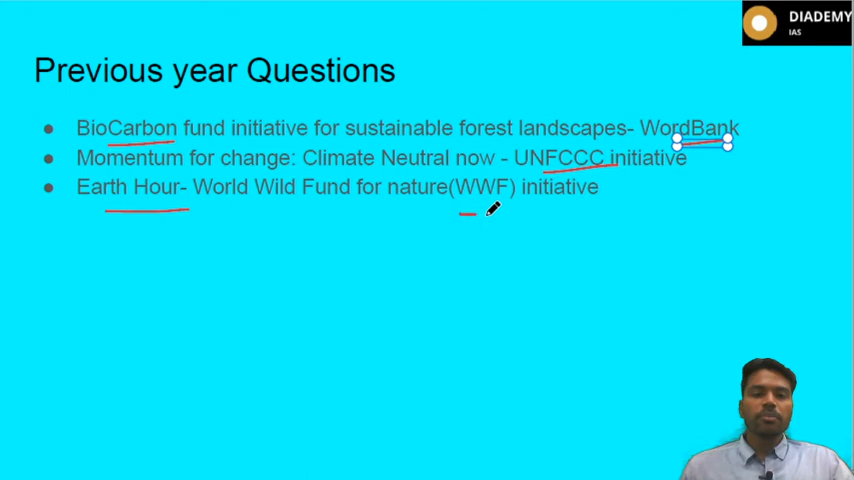 DIADEMY
IAS
Previous year Questions
● BioCarbon fund initiative for sustainable forest landscapes- WordBank
● Momentum for change: Climate Neutral now - UNFCCC initiative
● Earth Hour- World Wild Fund for nature(WWF) initiative